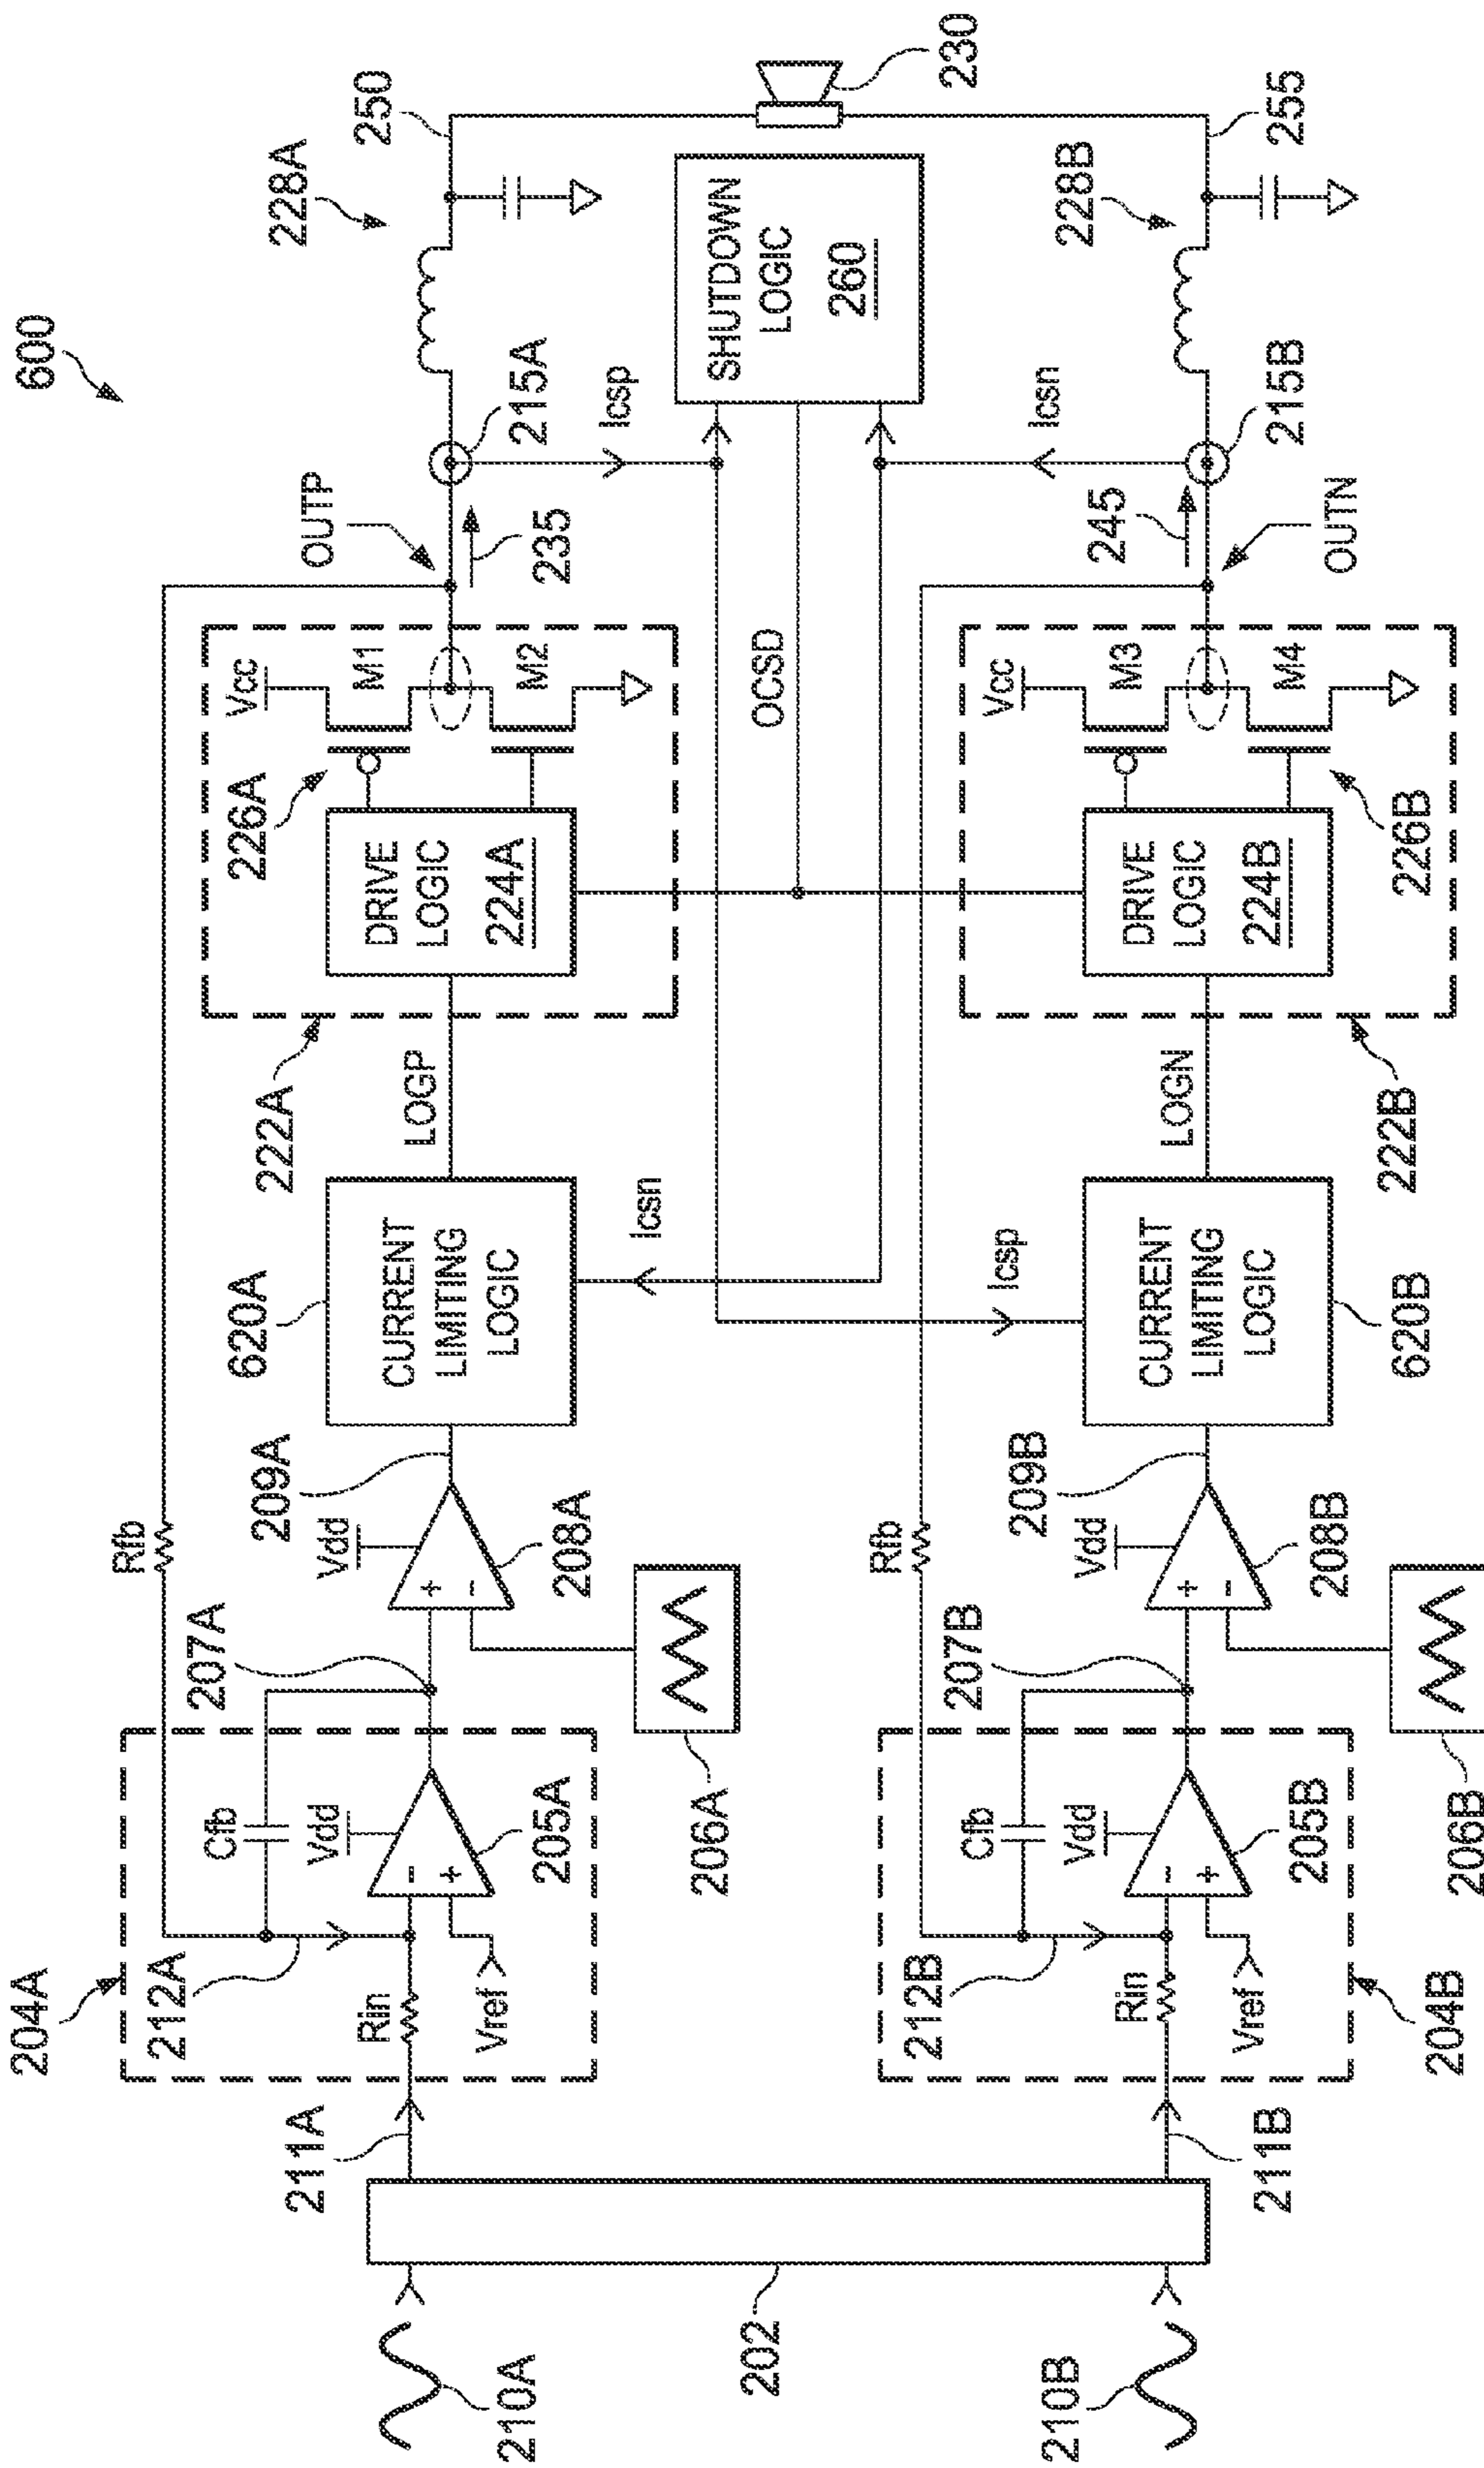 600
204A
212A
Rin
Vref
Cfb
Vdd
205A
207A
206A
Rfb
209A
Vdd
208A
620A
CURRENT
LIMITING
LOGIC
LOGP
222A
DRIVE
LOGIC
224A
226A
Vcc
M1
M2
OUTP
235
215A
Icsp
228A
250
230
211A
210A
202
Icsn
Icsp
OCSD
SHUTDOWN
LOGIC
260
210B
211B
212B
Rin
Vref
204B
Cfb
Vdd
205B
207B
206B
Rfb
209B
Vdd
208B
CURRENT
LIMITING
LOGIC
620B
LOGN
222B
DRIVE
LOGIC
224B
226B
Vcc
M3
M4
245
OUTN
Icsn
215B
228B
255
+
-
+
-
-
+
-
+